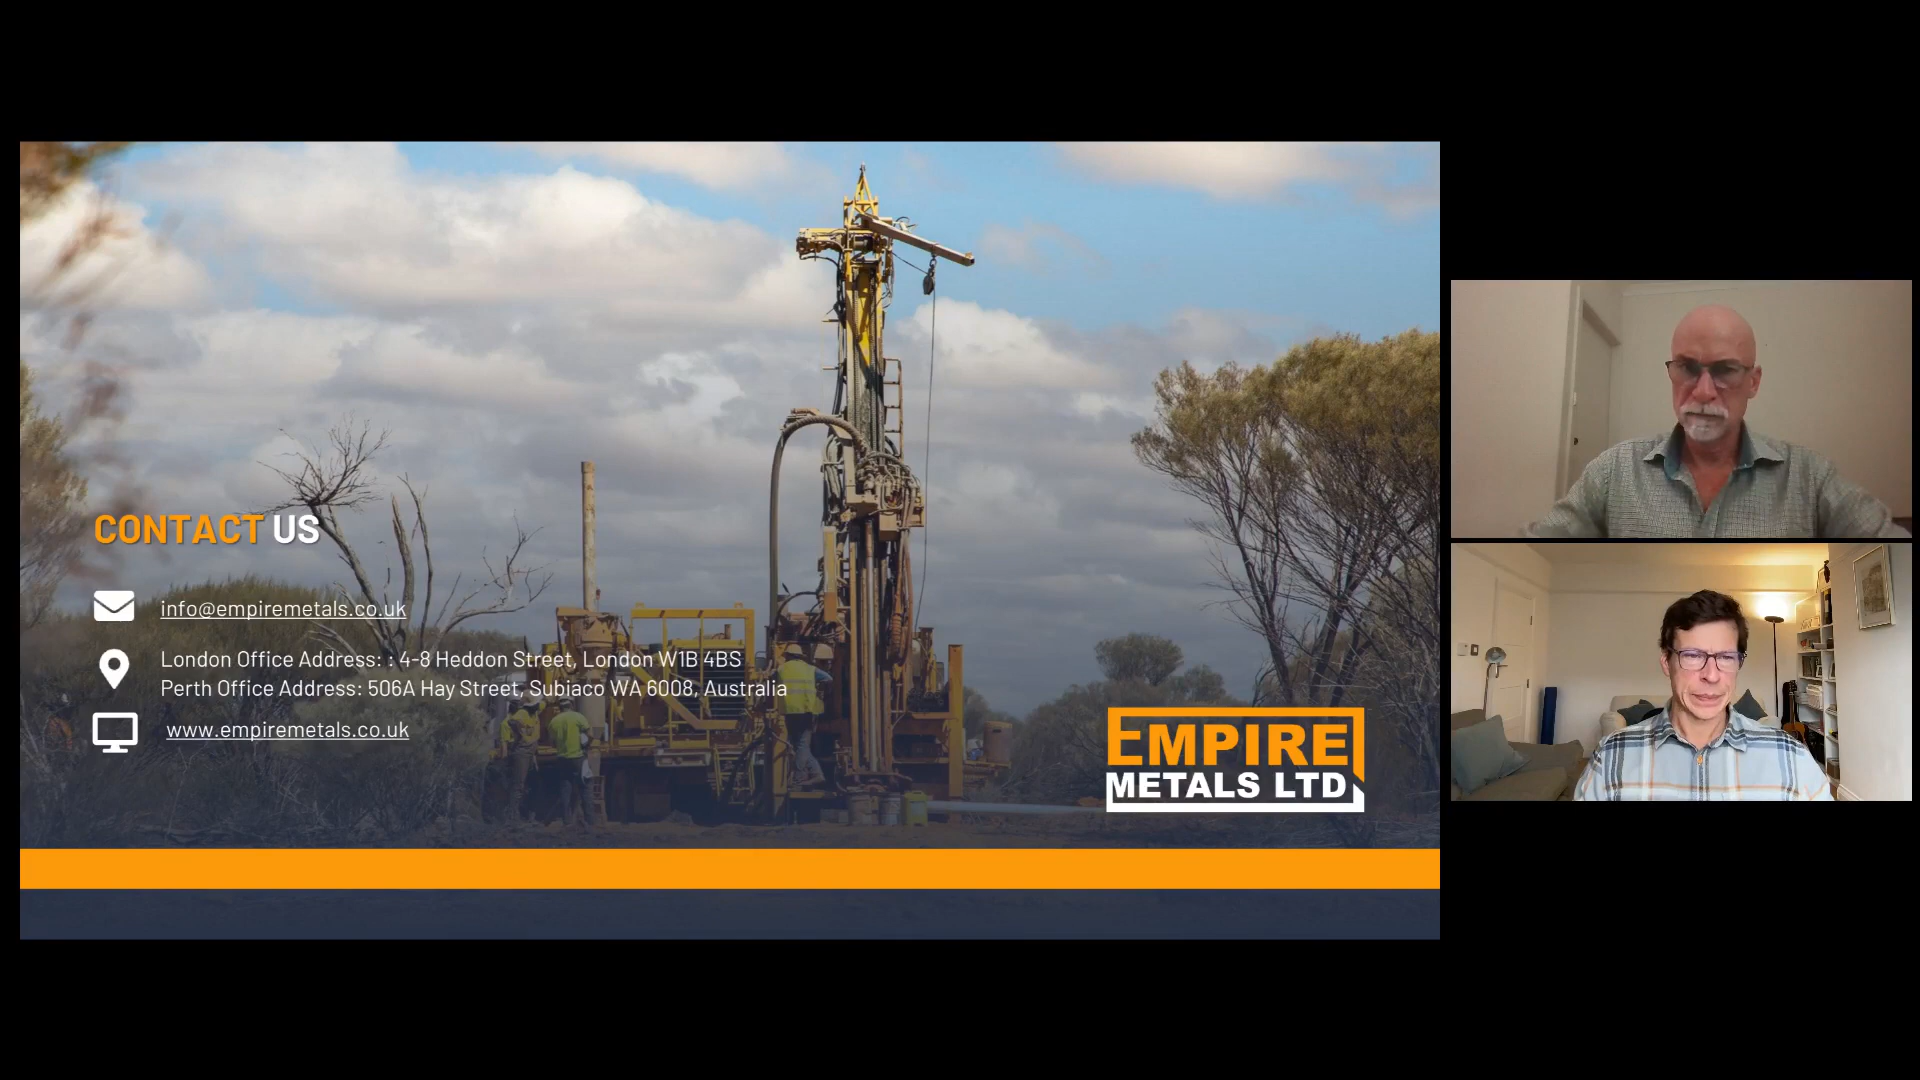 CONTACT US
info@empiremetals.co.uk
London Office Address: : 4-8 Heddon Street, London W1B 4BS
Perth Office Address: 506A Hay Street, Subiaco WA 6008, Australia
www.empiremetals.co.uk
EMPIRE
METALS LTD